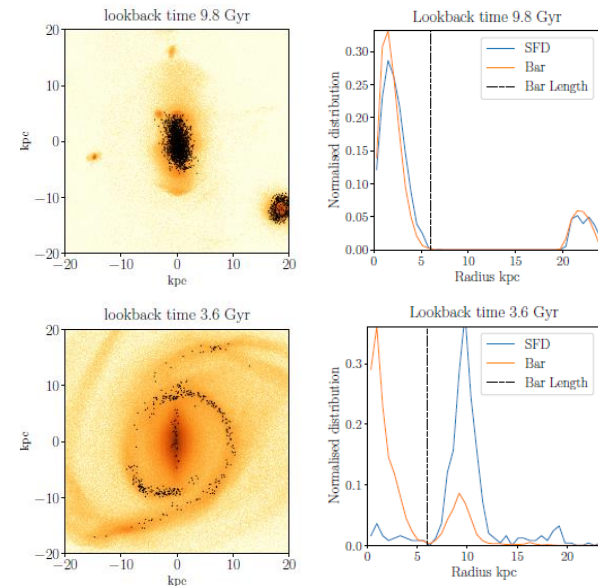 lookback time 9.8 Gyr
20
10
0
−10
20
−20
−10
0
10
20
kpc
kpc
Lookback time 9.8 Gyr
0.30
0.25
0.20
0.15
0.10
0.05
0.00
0
5
10
15
20
Normalised distribution
Radius kpc
SFD
Bar
Bar Length
lookback time 3.6 Gyr
20
10
0
−10
20
−20
−10
0
10
20
kpc
kpc
Lookback time 3.6 Gyr
0.3
0.2
0.1
0.0
0
5
10
15
20
Normalised distribution
Radius kpc
SFD
Bar
Bar Length